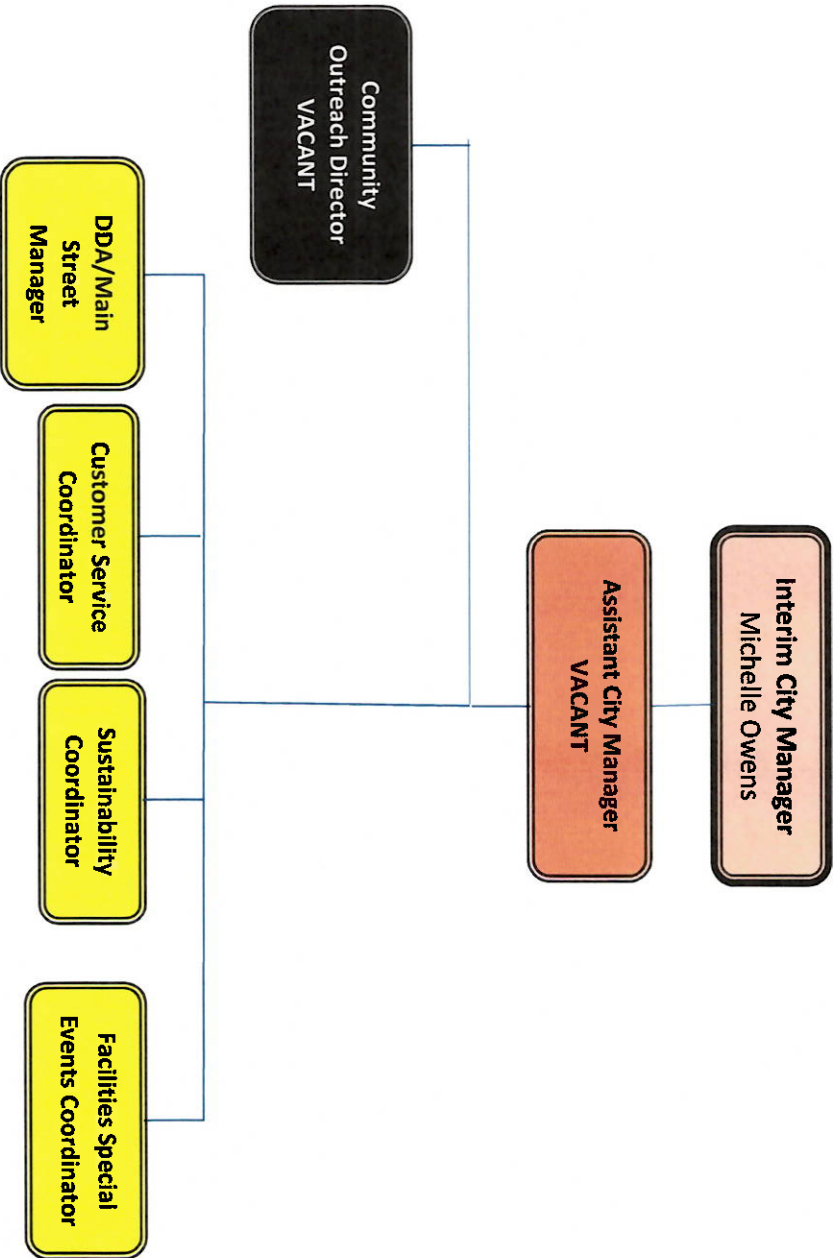 Interim City Manager
Michelle Owens
Assistant City Manager
VACANT
Community
Outreach Director
VACANT
DDA/Main
Street
Manager
Customer Service
Coordinator
Sustainability
Coordinator
Facilities Special
Events Coordinator